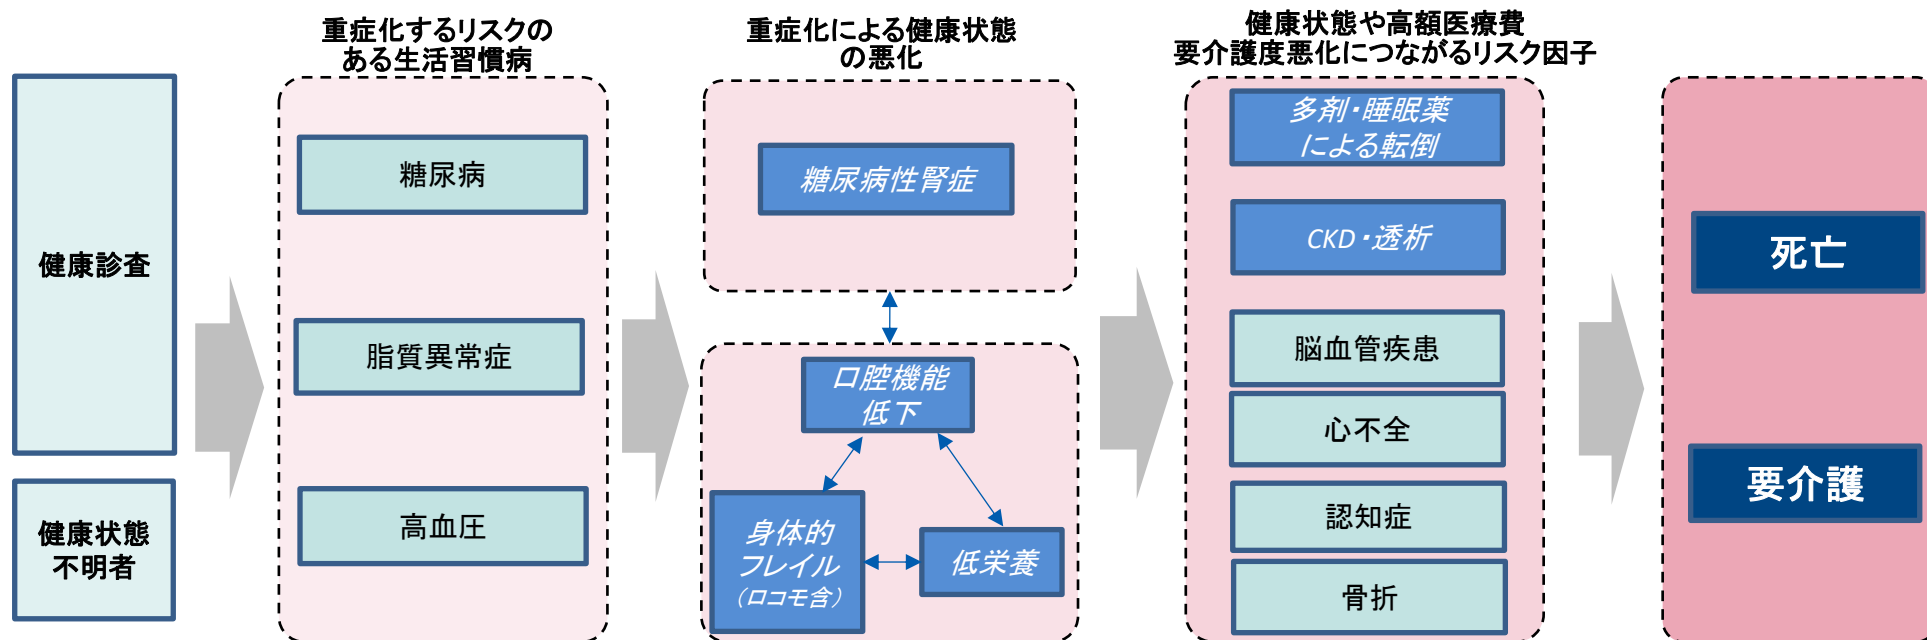 重症化するリスクの
ある生活習慣病
重症化による健康状態
の悪化
健康状態や高額医療費
要介護度悪化につながるリスク因子
健康診査
健康状態
不明者
糖尿病
脂質異常症
高血圧
糖尿病性腎症
口腔機能
低下
身体的
フレイル
（ロコモ含）
低栄養
多剤・睡眠薬
による転倒
CKD・透析
脳血管疾患
心不全
認知症
骨折
死亡
要介護